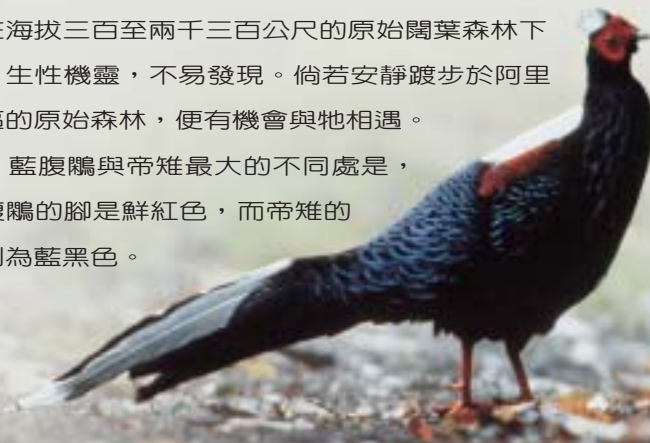 海拔三百至兩千三百公尺的原始闊葉森林下
生性機靈，不易發現。倘若安靜踱步於阿里
的原始森林，便有機會與牠相遇。
藍腹鷴與帝雉最大的不同處是，
鷴的腳是鮮紅色，而帝雉的
為藍黑色。